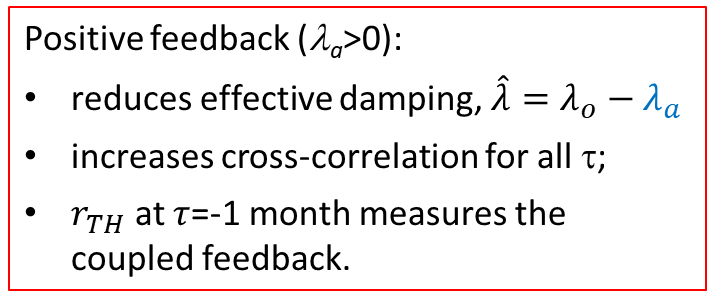 Positive feedback (λₐ>0):
• reduces effective damping, λ̂ = λₒ − λₐ
• increases cross-correlation for all τ;
• r_TH at τ=-1 month measures the
coupled feedback.